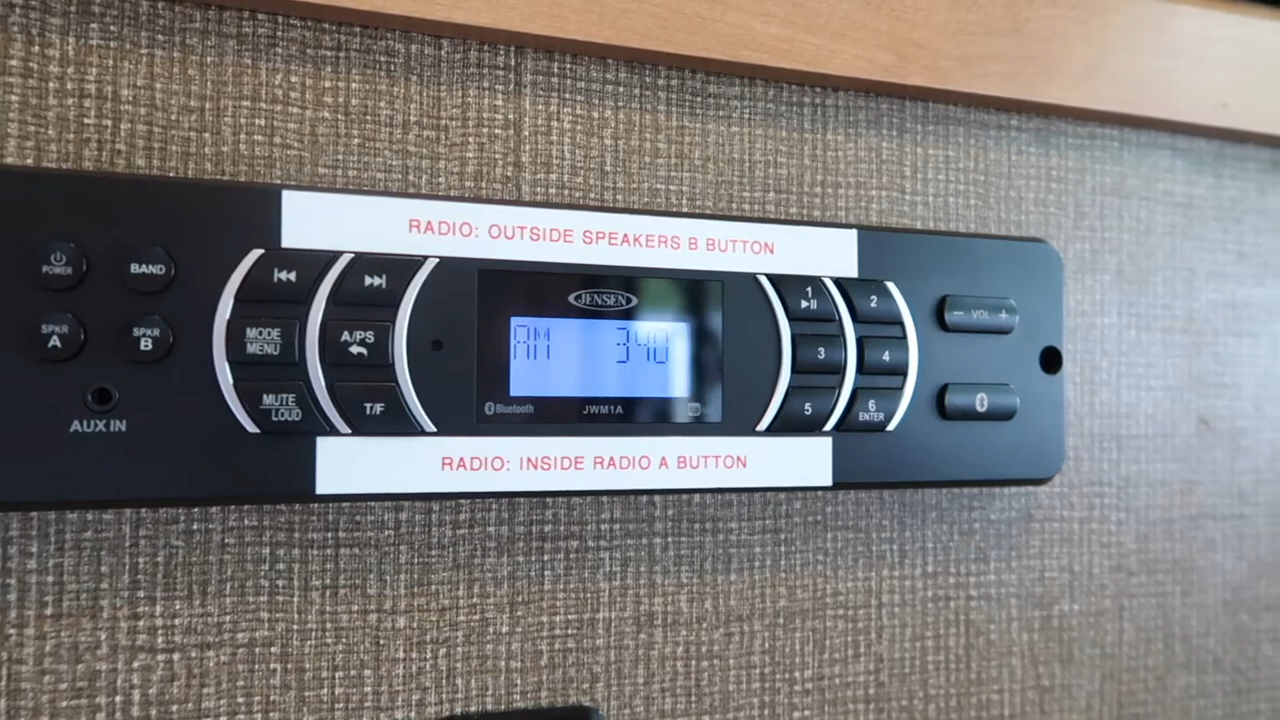 RADIO: OUTSIDE SPEAKERS B BUTTON
POWER
BAND
SPKR
A
SPKR
B
AUX IN
MODE
MENU
A/PS
MUTE
LOUD
T/F
JENSEN
AM 340
Bluetooth
JWM1A
1
2
3
4
5
6
ENTER
− VOL +
RADIO: INSIDE RADIO A BUTTON